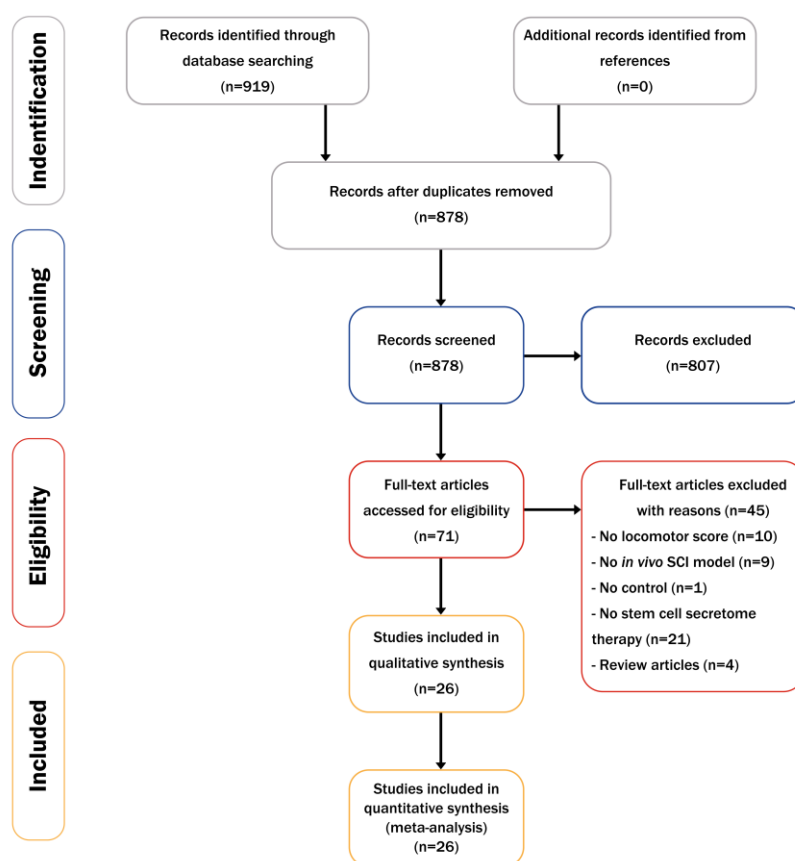 Indentification
Records identified through
database searching
(n=919)
Additional records identified from
references
(n=0)
Records after duplicates removed
(n=878)
Screening
Records screened
(n=878)
Records excluded
(n=807)
Eligibility
Full-text articles
accessed for eligibility
(n=71)
Full-text articles excluded
with reasons (n=45)
- No locomotor score (n=10)
- No in vivo SCI model (n=9)
- No control (n=1)
- No stem cell secretome
therapy (n=21)
- Review articles (n=4)
Included
Studies included in
qualitative synthesis
(n=26)
Studies included in
quantitative synthesis
(meta-analysis)
(n=26)